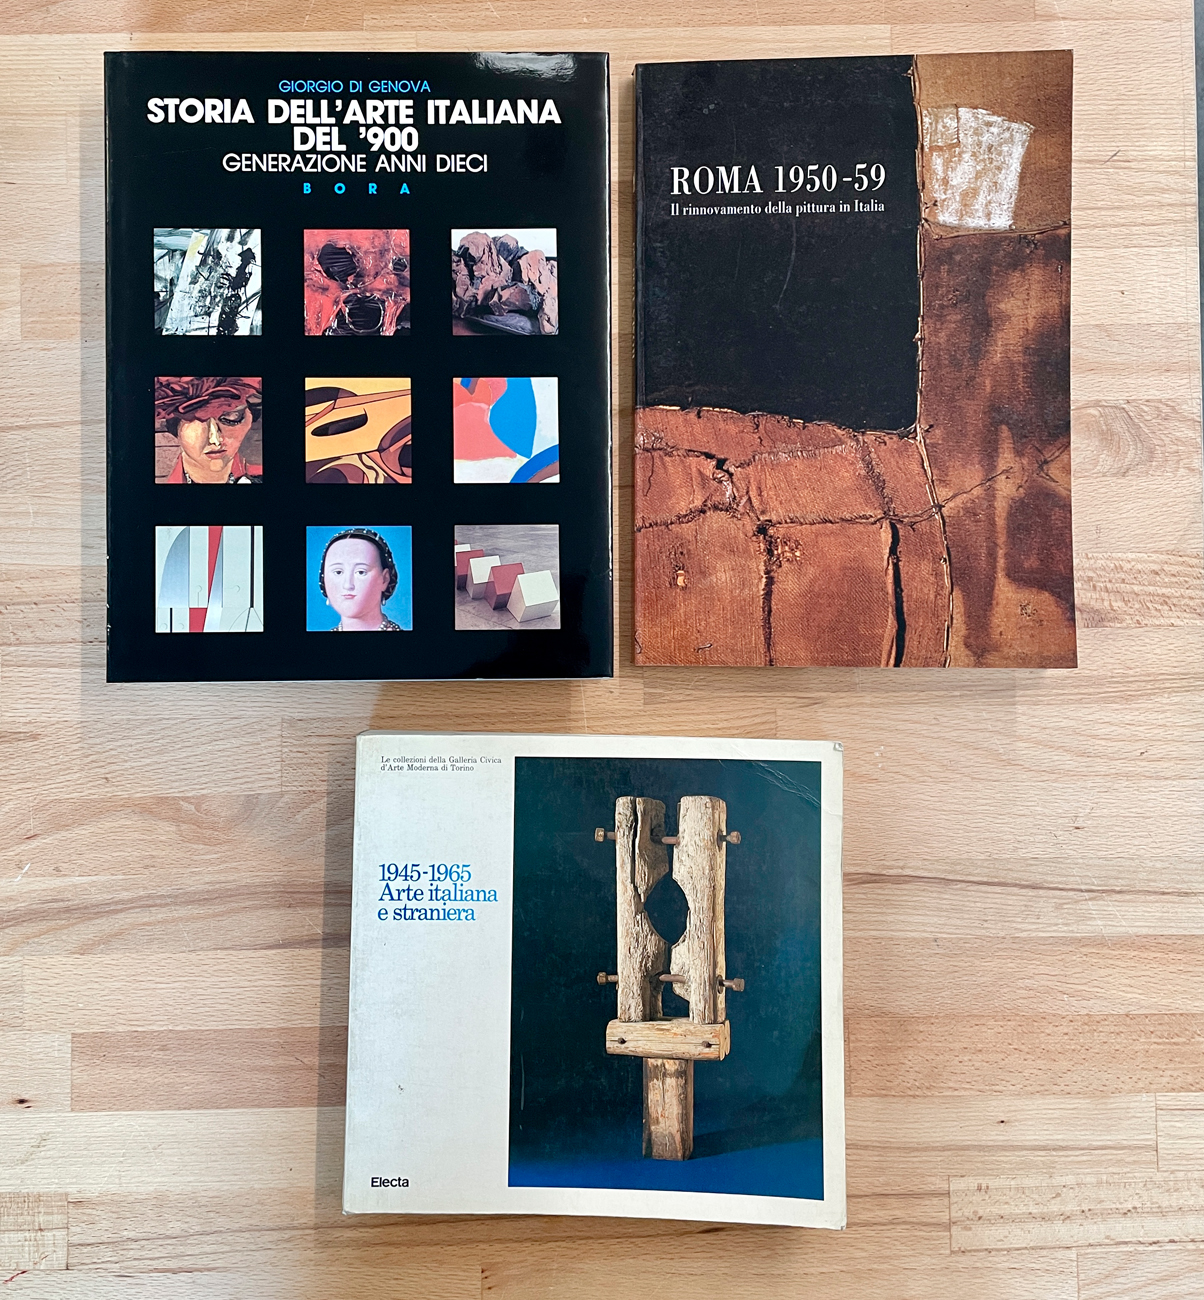 GIORGIO DI GENOVA
STORIA DELL'ARTE ITALIANA
DEL '900
GENERAZIONE ANNI DIECI
BORA
ROMA 1950-59
Il rinnovamento della pittura in Italia
Le collezioni della Galleria Civica
d'Arte Moderna di Torino
1945-1965
Arte italiana
e straniera
Electa